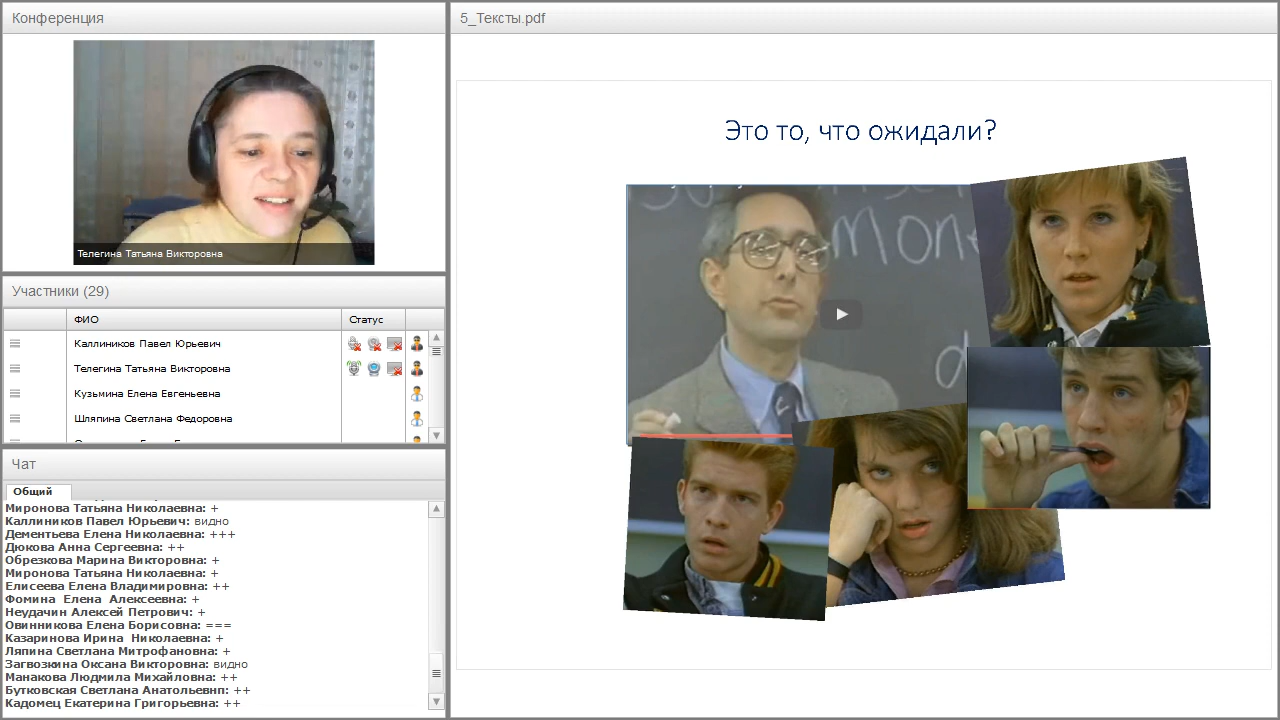 Конференция
Телегина Татьяна Викторовна
Участники (29)
ФИО Статус
Каллиников Павел Юрьевич
Телегина Татьяна Викторовна
Кузьмина Елена Евгеньевна
Шляпина Светлана Федоровна
Чат
Общий
Миронова Татьяна Николаевна: +
Каллиников Павел Юрьевич: видно
Дементьева Елена Николаевна: +++
Дюкова Анна Сергеевна: ++
Обрезкова Марина Викторовна: +
Миронова Татьяна Николаевна: +
Елисеева Елена Владимировна: ++
Фомина Елена Алексеевна: +
Неудачин Алексей Петрович: +
Овинникова Елена Борисовна: ===
Казаринова Ирина Николаевна: +
Ляпина Светлана Митрофановна: +
Загвозкина Оксана Викторовна: видно
Манакова Людмила Михайловна: ++
Бутковская Светлана Анатольевнп: ++
Кадомец Екатерина Григорьевна: ++
5_Тексты.pdf
Это то, что ожидали?